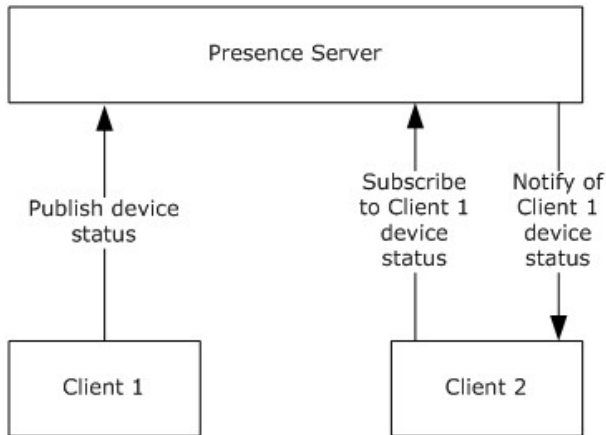 Presence Server
Publish device
status
Subscribe
to Client 1
device
status
Notify of
Client 1
device
status
Client 1
Client 2